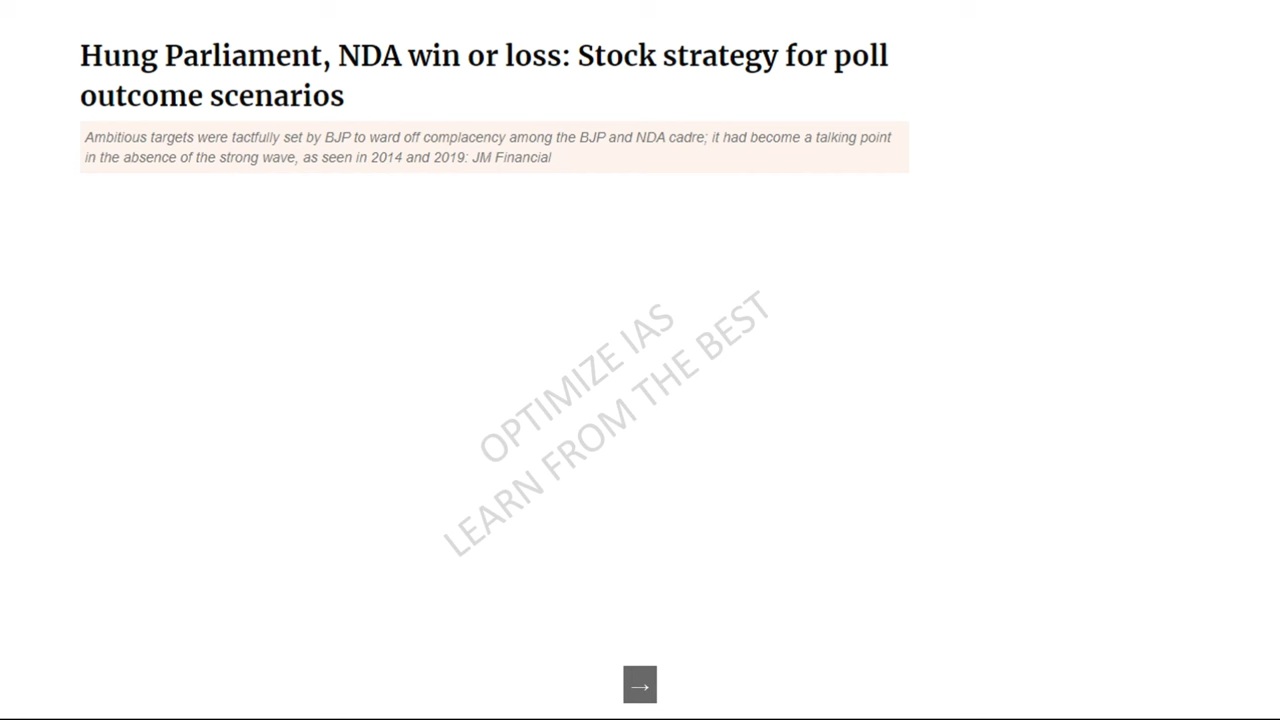 Hung Parliament, NDA win or loss: Stock strategy for poll
outcome scenarios
Ambitious targets were tactfully set by BJP to ward off complacency among the BJP and NDA cadre; it had become a talking point
in the absence of the strong wave, as seen in 2014 and 2019: JM Financial
OPTIMIZE IAS
LEARN FROM THE BEST
→